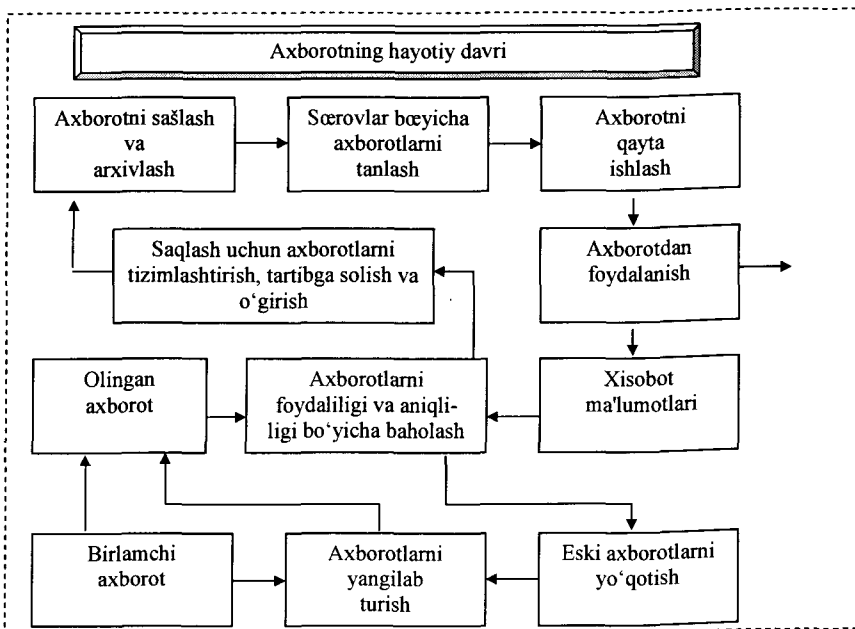 Axborotning hayotiy davri
Axborotni sašlash
va
arxivlash
Sœrovlar bœyicha
axborotlarni
tanlash
Axborotni
qayta
ishlash
Saqlash uchun axborotlarni
tizimlashtirish, tartibga solish va
o‘girish
Axborotdan
foydalanish
Olingan
axborot
Axborotlarni
foydaliligi va aniqli-
ligi bo‘yicha baholash
Xisobot
ma'lumotlari
Birlamchi
axborot
Axborotlarni
yangilab
turish
Eski axborotlarni
yo‘qotish